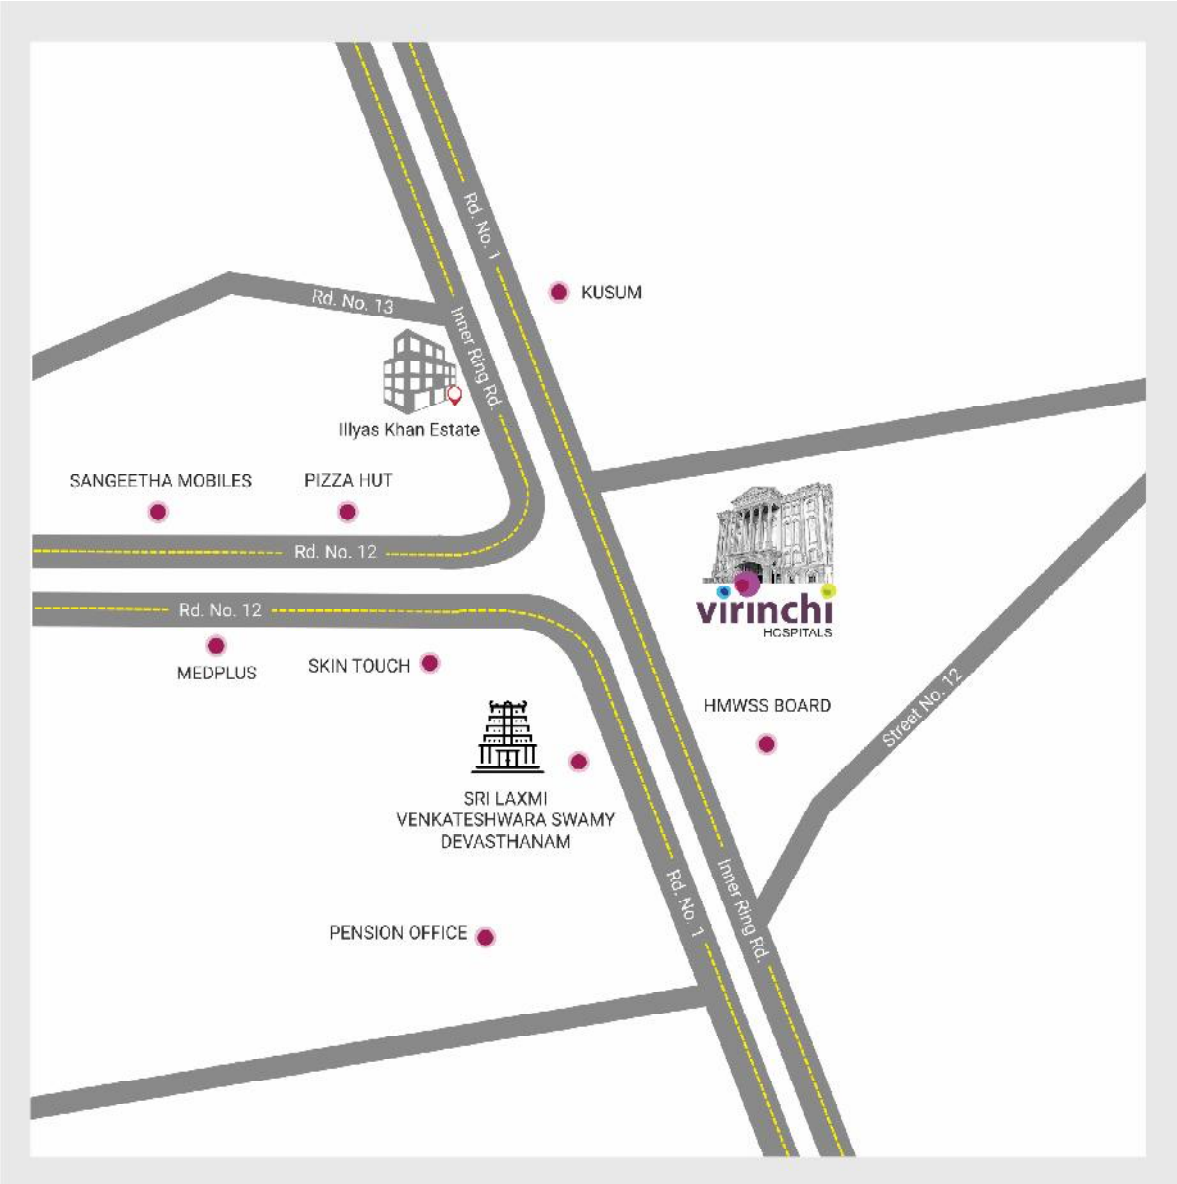 Rd. No. 1
KUSUM
Rd. No. 13
Inner Ring Rd.
Illyas Khan Estate
SANGEETHA MOBILES
PIZZA HUT
Rd. No. 12
Rd. No. 12
virinchi
HOSPITALS
MEDPLUS
SKIN TOUCH
HMWSS BOARD
Street No. 12
SRI LAXMI
VENKATESHWARA SWAMY
DEVASTHANAM
Rd. No. 1
Inner Ring Rd.
PENSION OFFICE